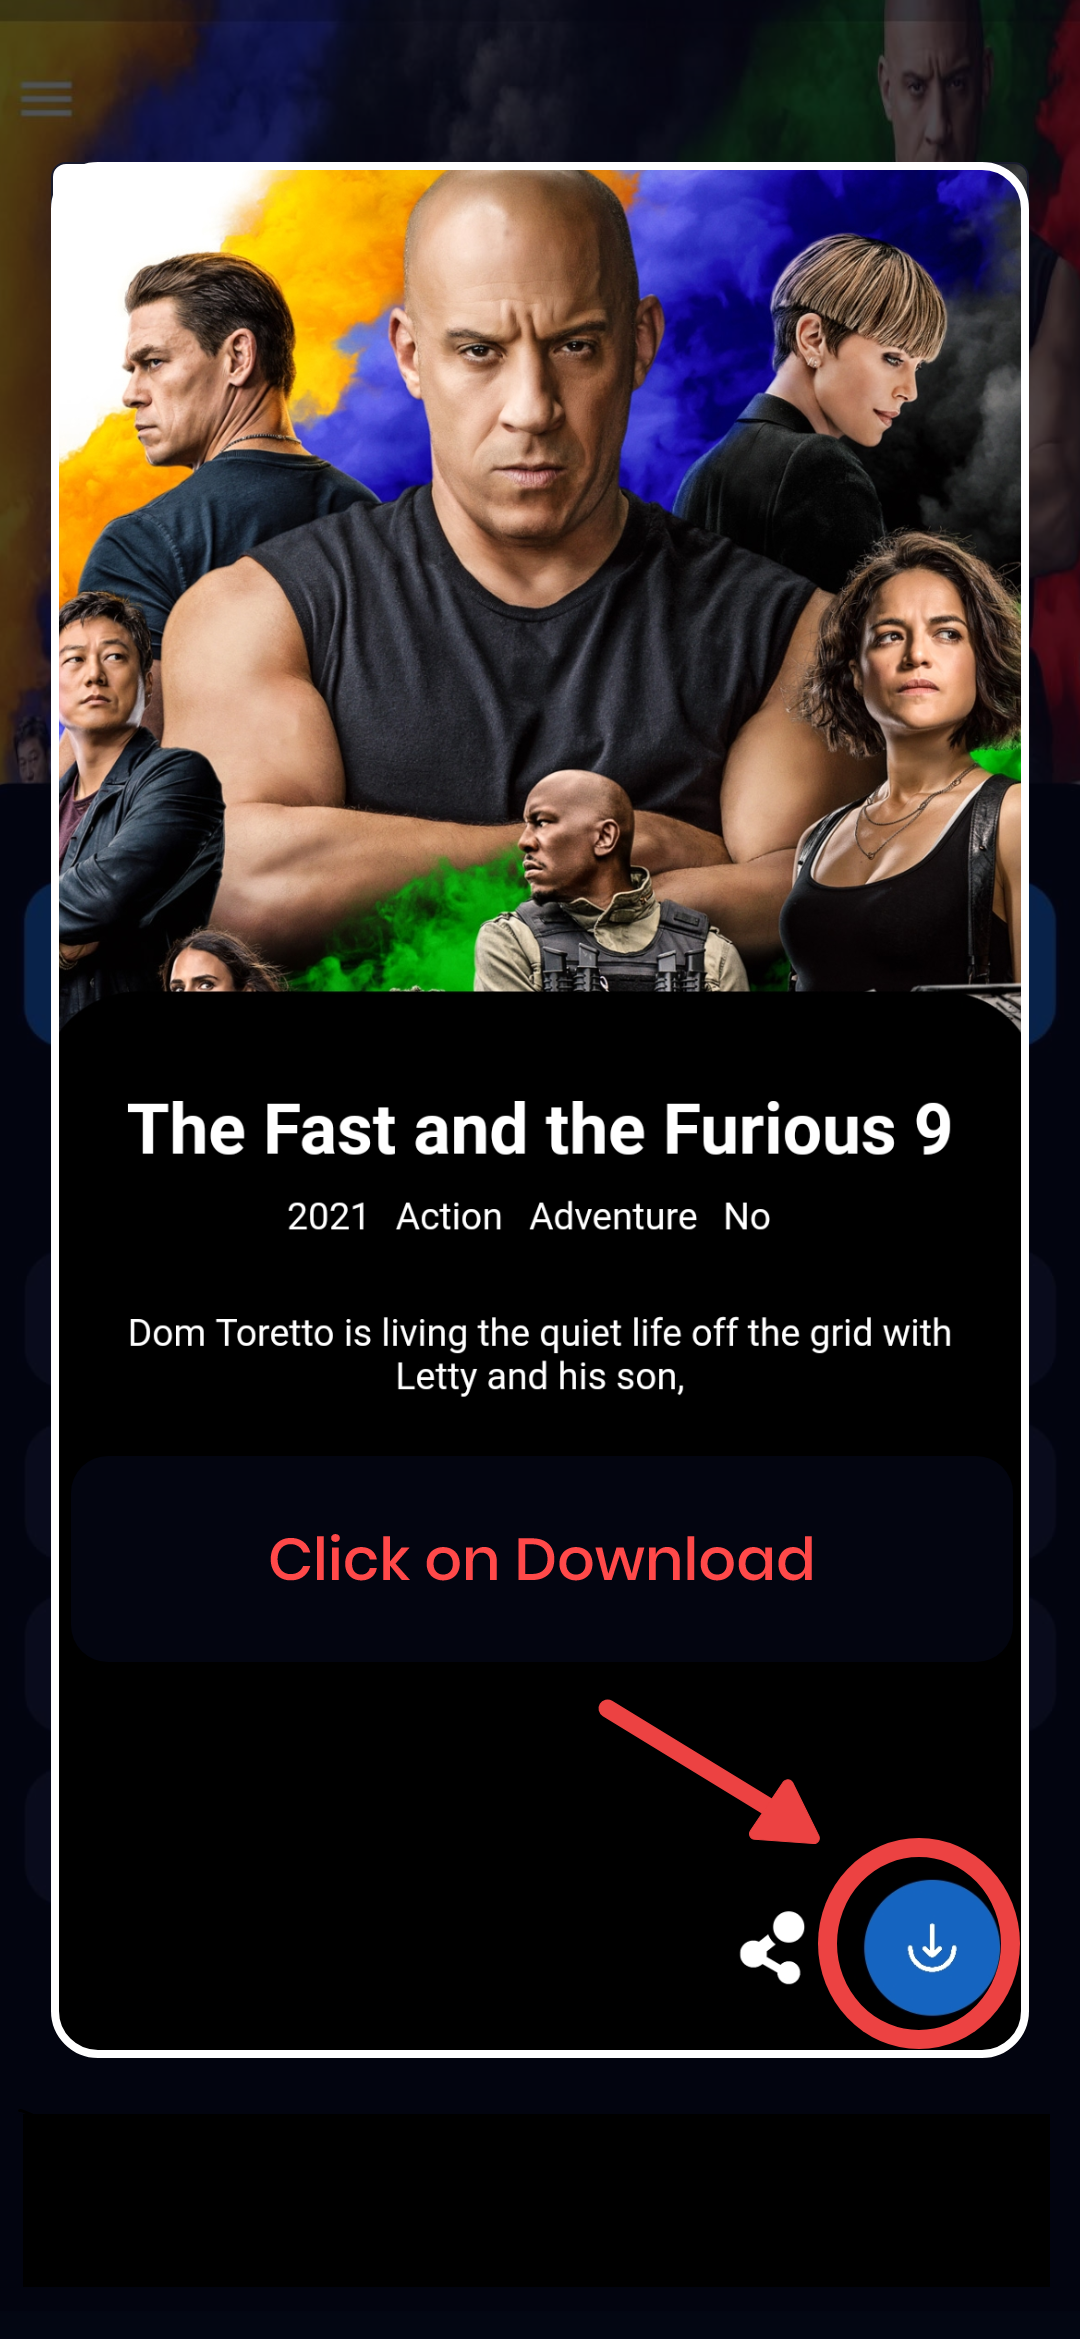 The Fast and the Furious 9
2021 Action Adventure No
Dom Toretto is living the quiet life off the grid with
Letty and his son,
Click on Download